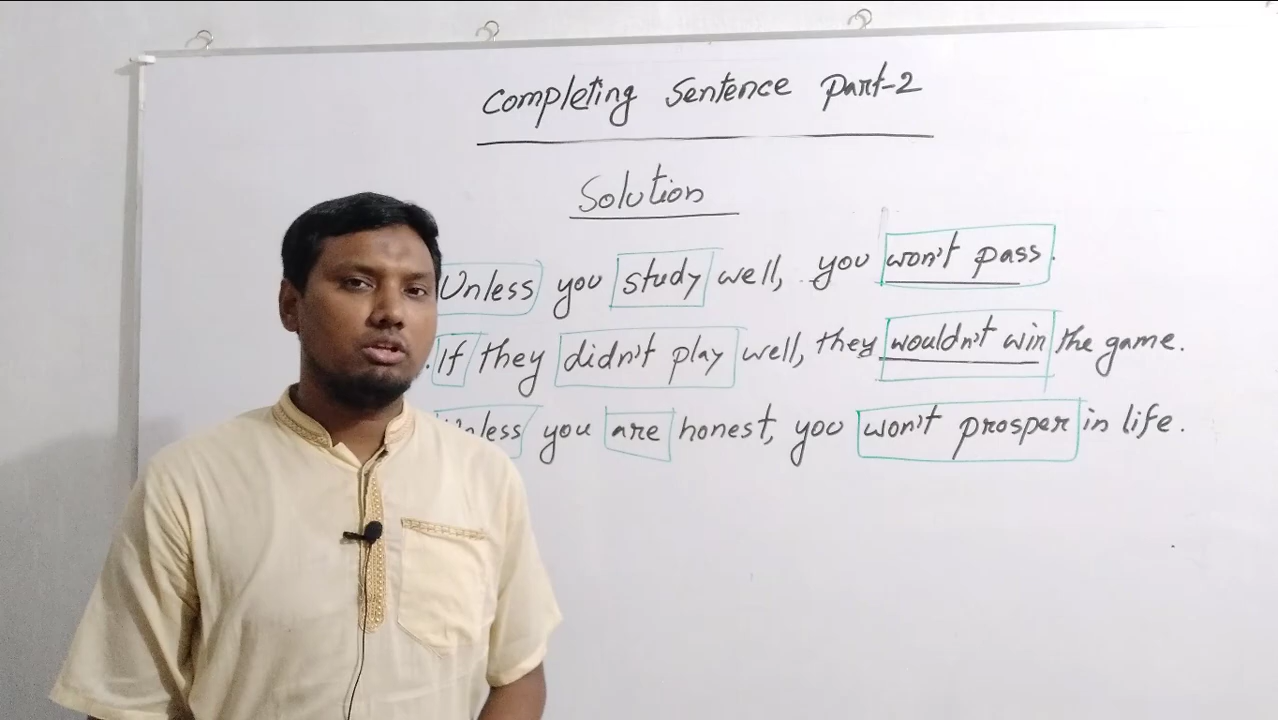 Completing Sentence Part-2
Solution
Unless you study well, you won't pass.
. If they didn't play well, they wouldn't win the game.
Unless you are honest, you won't prosper in life.